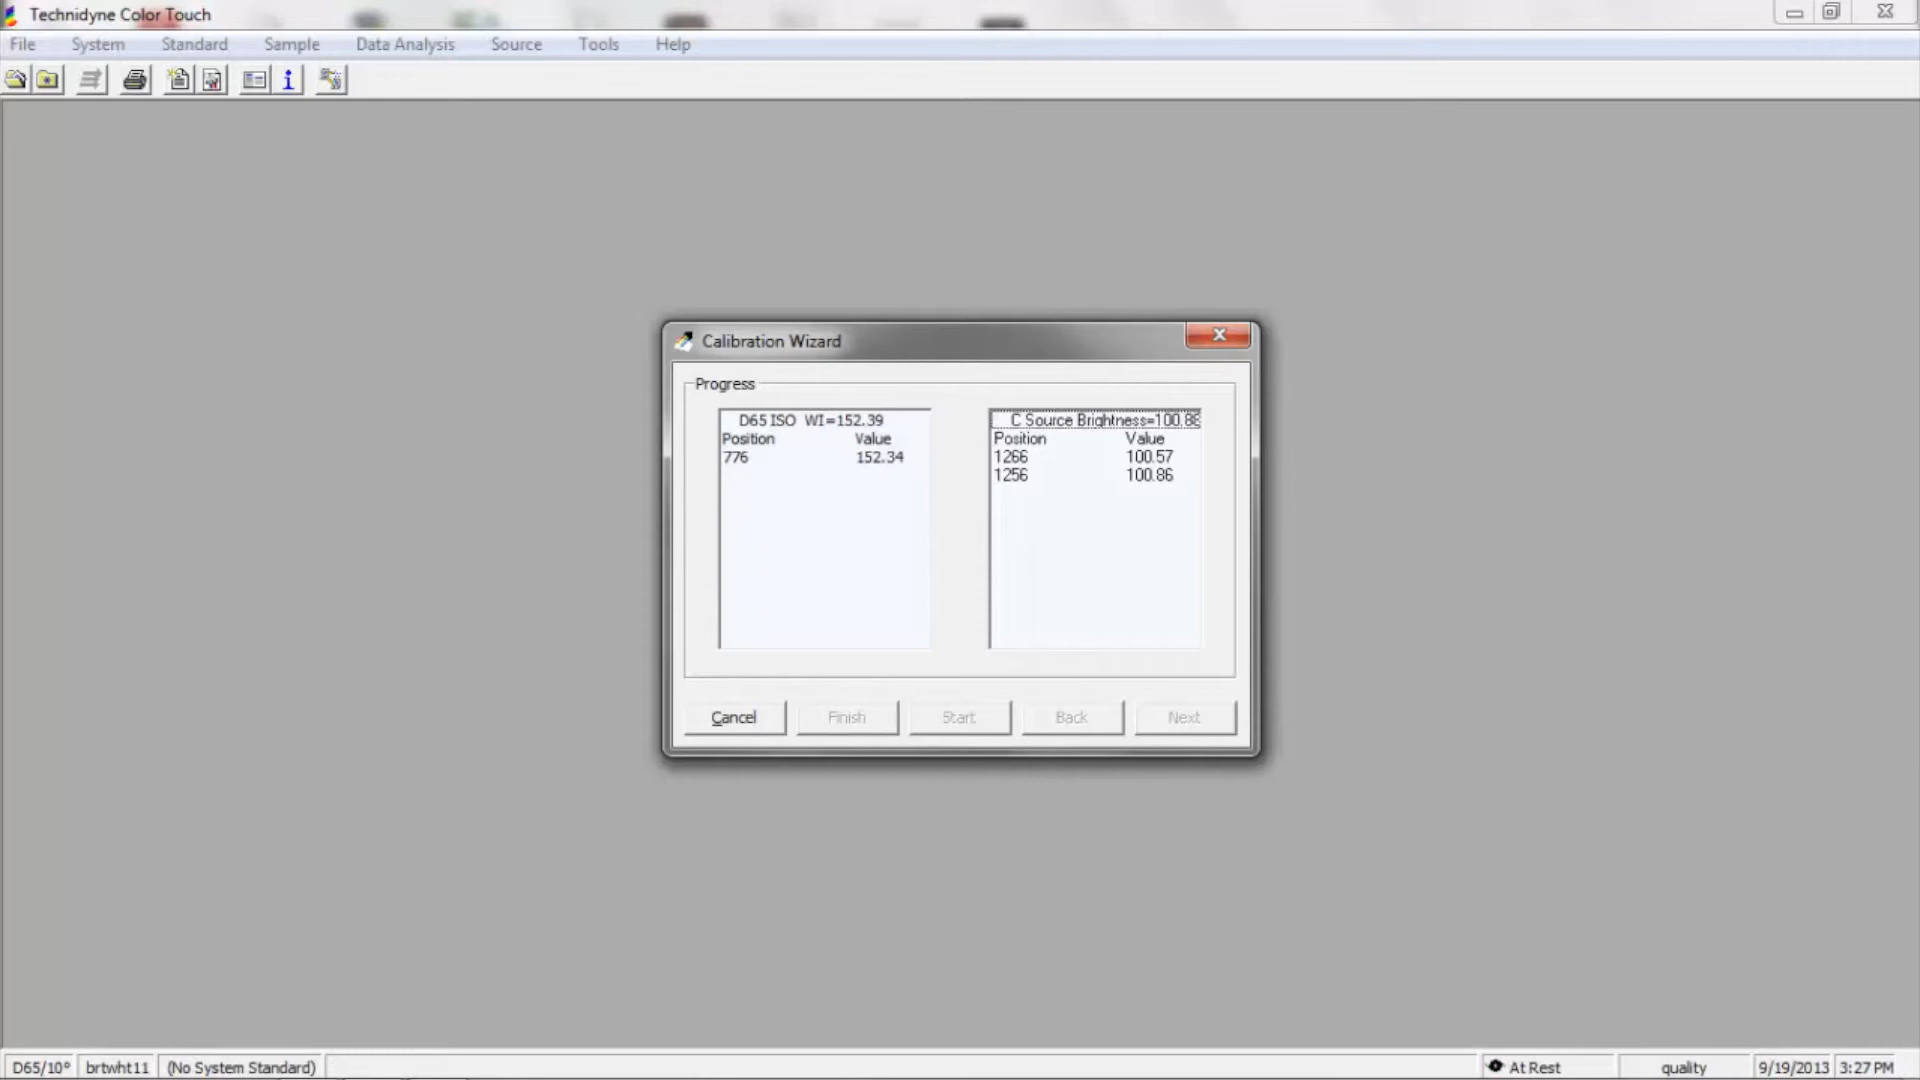 Technidyne Color Touch
File System Standard Sample Data Analysis Source Tools Help
Calibration Wizard
Progress
D65 ISO WI=152.39
Position Value
776 152.34
C Source Brightness=100.88
Position Value
1266 100.57
1256 100.86
Cancel Finish Start Back Next
D65/10° brtwht11 (No System Standard) At Rest quality 9/19/2013 3:27 PM